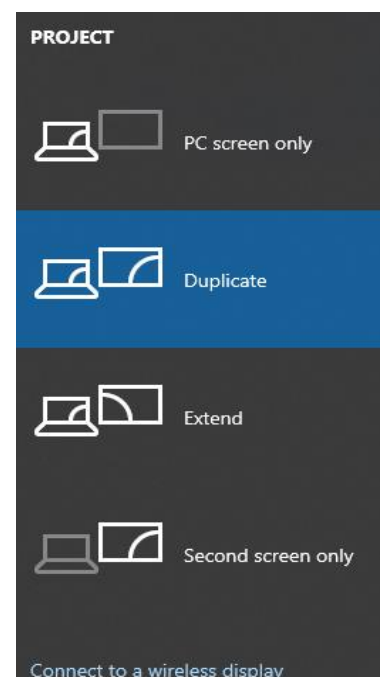 PROJECT
PC screen only
Duplicate
Extend
Second screen only
Connect to a wireless display